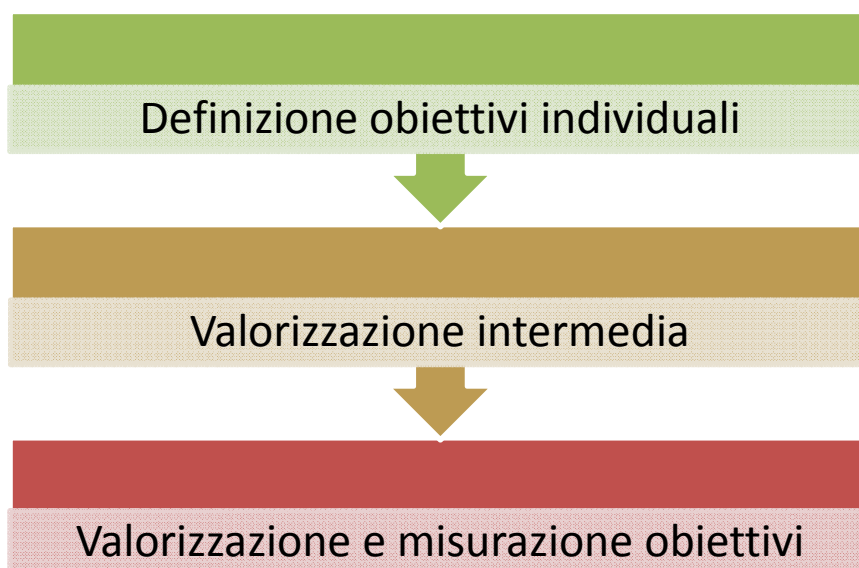 Definizione obiettivi individuali
Valorizzazione intermedia
Valorizzazione e misurazione obiettivi